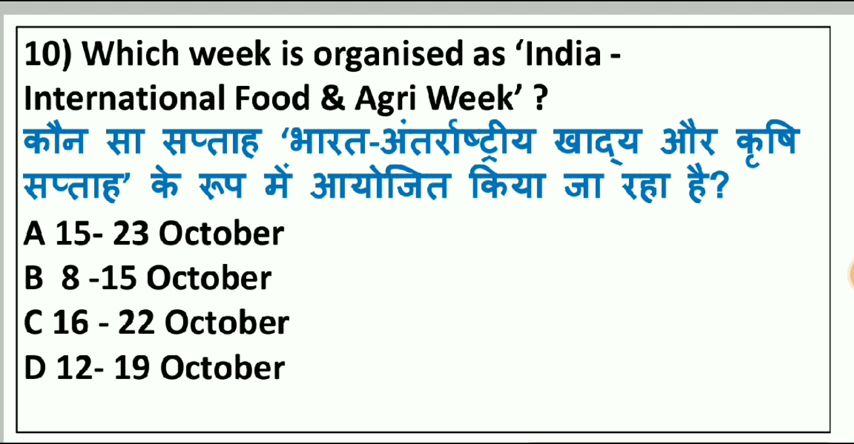 10) Which week is organised as ‘India -
International Food & Agri Week’ ?
कौन सा सप्ताह ‘भारत-अंतर्राष्ट्रीय खाद्य और कृषि
सप्ताह’ के रूप में आयोजित किया जा रहा है?
A 15- 23 October
B 8 -15 October
C 16 - 22 October
D 12- 19 October